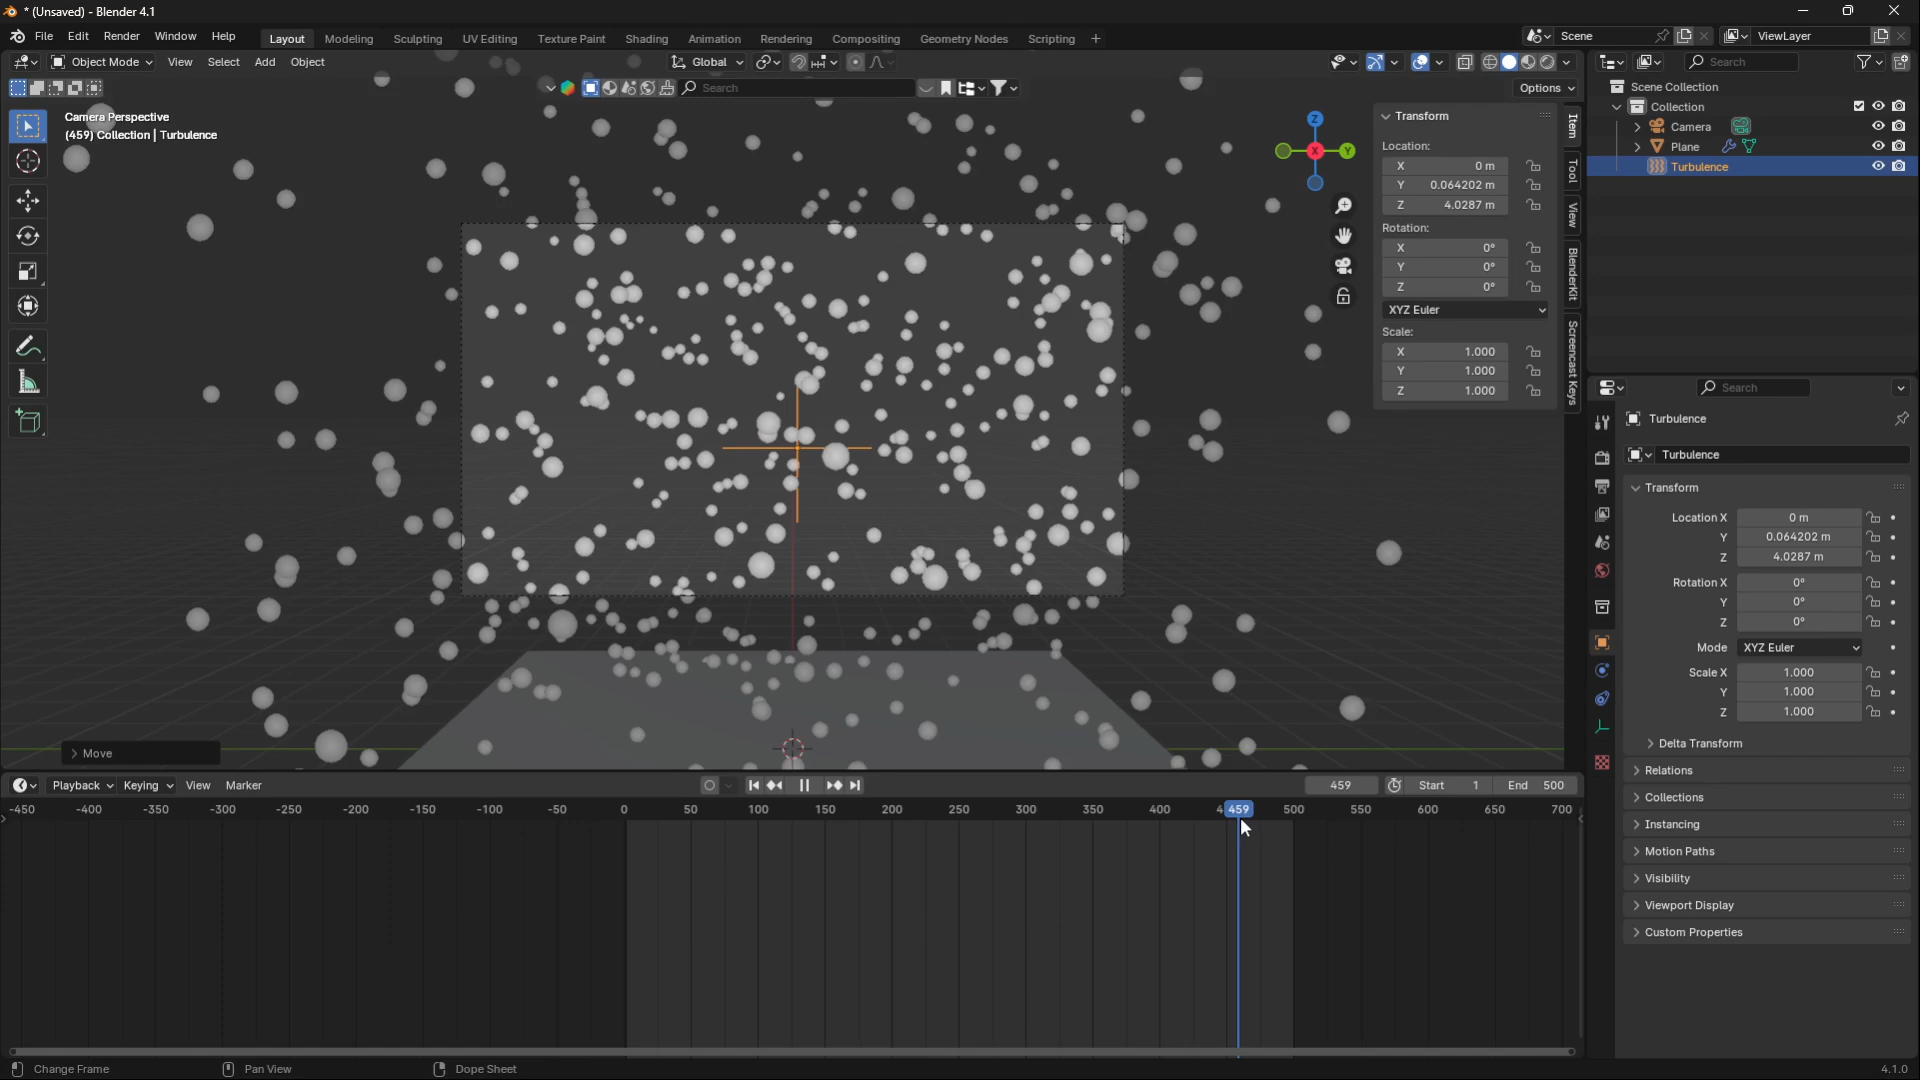 * (Unsaved) - Blender 4.1
File Edit Render Window Help Layout Modeling Sculpting UV Editing Texture Paint Shading Animation Rendering Compositing Geometry Nodes Scripting + Scene ViewLayer
Object Mode View Select Add Object Global Search
Search Options
Camera Perspective
(459) Collection | Turbulence
Z
Y
X
Transform
Location:
X 0 m
Y 0.064202 m
Z 4.0287 m
Rotation:
X 0°
Y 0°
Z 0°
XYZ Euler
Scale:
X 1.000
Y 1.000
Z 1.000
Item
Tool
View
BlenderKit
Screencast Keys
Scene Collection
Collection
Camera
Plane
Turbulence
Search
Turbulence
Turbulence
Transform
Location X 0 m
Y 0.064202 m
Z 4.0287 m
Rotation X 0°
Y 0°
Z 0°
Mode XYZ Euler
Scale X 1.000
Y 1.000
Z 1.000
Delta Transform
Relations
Collections
Instancing
Motion Paths
Visibility
Viewport Display
Custom Properties
Move
Playback Keying View Marker 459 Start 1 End 500
-450 -400 -350 -300 -250 -200 -150 -100 -50 0 50 100 150 200 250 300 350 400 4 459 500 550 600 650 700
Change Frame Pan View Dope Sheet 4.1.0